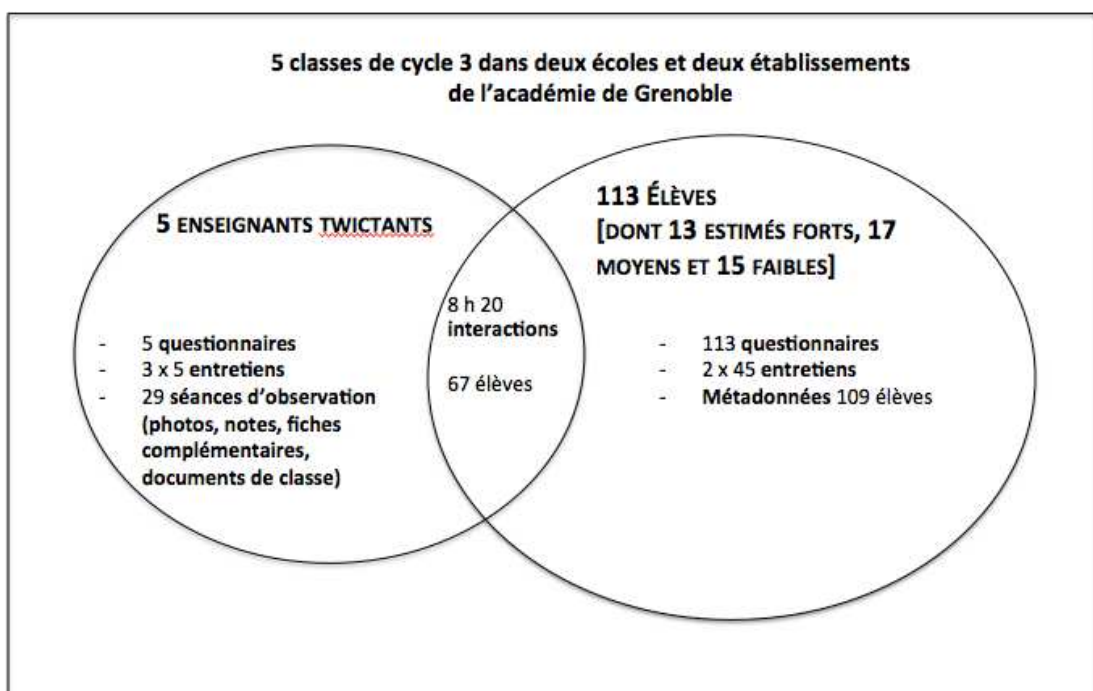 5 classes de cycle 3 dans deux écoles et deux établissements
de l'académie de Grenoble
5 ENSEIGNANTS TWICTANTS
- 5 questionnaires
- 3 x 5 entretiens
- 29 séances d'observation
(photos, notes, fiches
complémentaires,
documents de classe)
8 h 20
interactions
67 élèves
113 ÉLÈVES
[DONT 13 ESTIMÉS FORTS, 17
MOYENS ET 15 FAIBLES]
- 113 questionnaires
- 2 x 45 entretiens
- Métadonnées 109 élèves